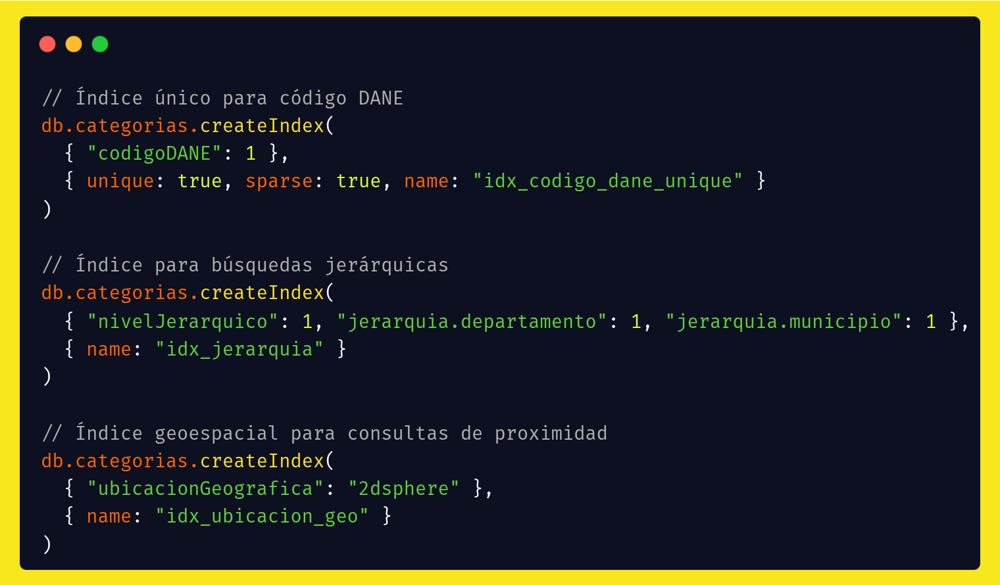 // Índice único para código DANE
db.categorias.createIndex(
  { "codigoDANE": 1 },
  { unique: true, sparse: true, name: "idx_codigo_dane_unique" }
)

// Índice para búsquedas jerárquicas
db.categorias.createIndex(
  { "nivelJerarquico": 1, "jerarquia.departamento": 1, "jerarquia.municipio": 1 },
  { name: "idx_jerarquia" }
)

// Índice geoespacial para consultas de proximidad
db.categorias.createIndex(
  { "ubicacionGeografica": "2dsphere" },
  { name: "idx_ubicacion_geo" }
)